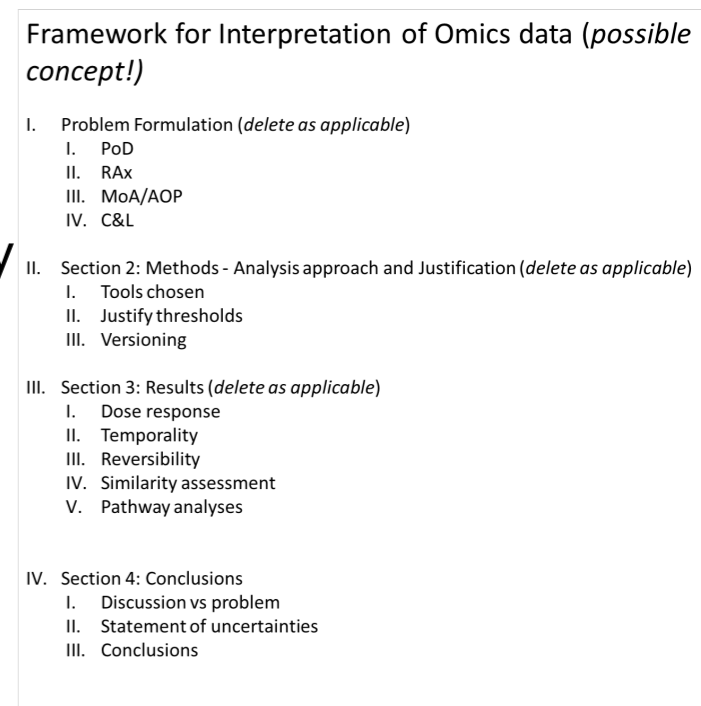 Framework for Interpretation of Omics data (possible
concept!)
I. Problem Formulation (delete as applicable)
I. PoD
II. RAx
III. MoA/AOP
IV. C&L
II. Section 2: Methods - Analysis approach and Justification (delete as applicable)
I. Tools chosen
II. Justify thresholds
III. Versioning
III. Section 3: Results (delete as applicable)
I. Dose response
II. Temporality
III. Reversibility
IV. Similarity assessment
V. Pathway analyses
IV. Section 4: Conclusions
I. Discussion vs problem
II. Statement of uncertainties
III. Conclusions